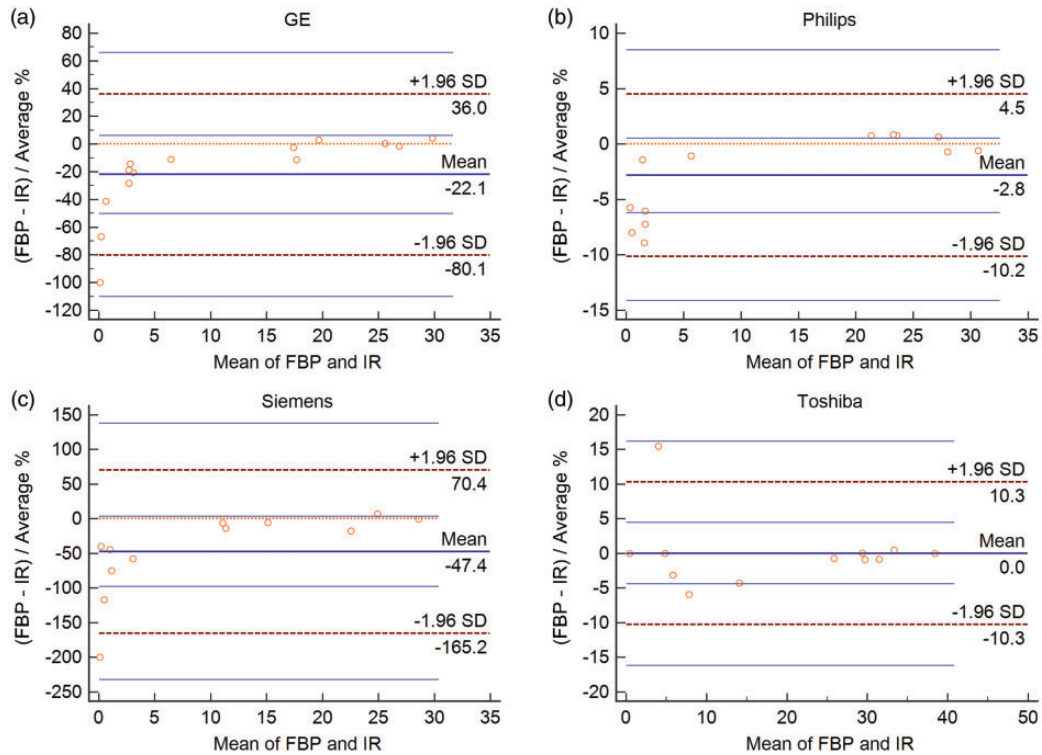 (a)
GE
(FBP - IR) / Average %
80
60
40
20
0
-20
-40
-60
-80
-100
-120
+1.96 SD
36.0
Mean
-22.1
-1.96 SD
-80.1
0 5 10 15 20 25 30 35
Mean of FBP and IR
(b)
Philips
(FBP - IR) / Average %
10
5
0
-5
-10
-15
+1.96 SD
4.5
Mean
-2.8
-1.96 SD
-10.2
0 5 10 15 20 25 30 35
Mean of FBP and IR
(c)
Siemens
(FBP - IR) / Average %
150
100
50
0
-50
-100
-150
-200
-250
+1.96 SD
70.4
Mean
-47.4
-1.96 SD
-165.2
0 5 10 15 20 25 30 35
Mean of FBP and IR
(d)
Toshiba
(FBP - IR) / Average %
20
15
10
5
0
-5
-10
-15
-20
+1.96 SD
10.3
Mean
0.0
-1.96 SD
-10.3
0 10 20 30 40 50
Mean of FBP and IR